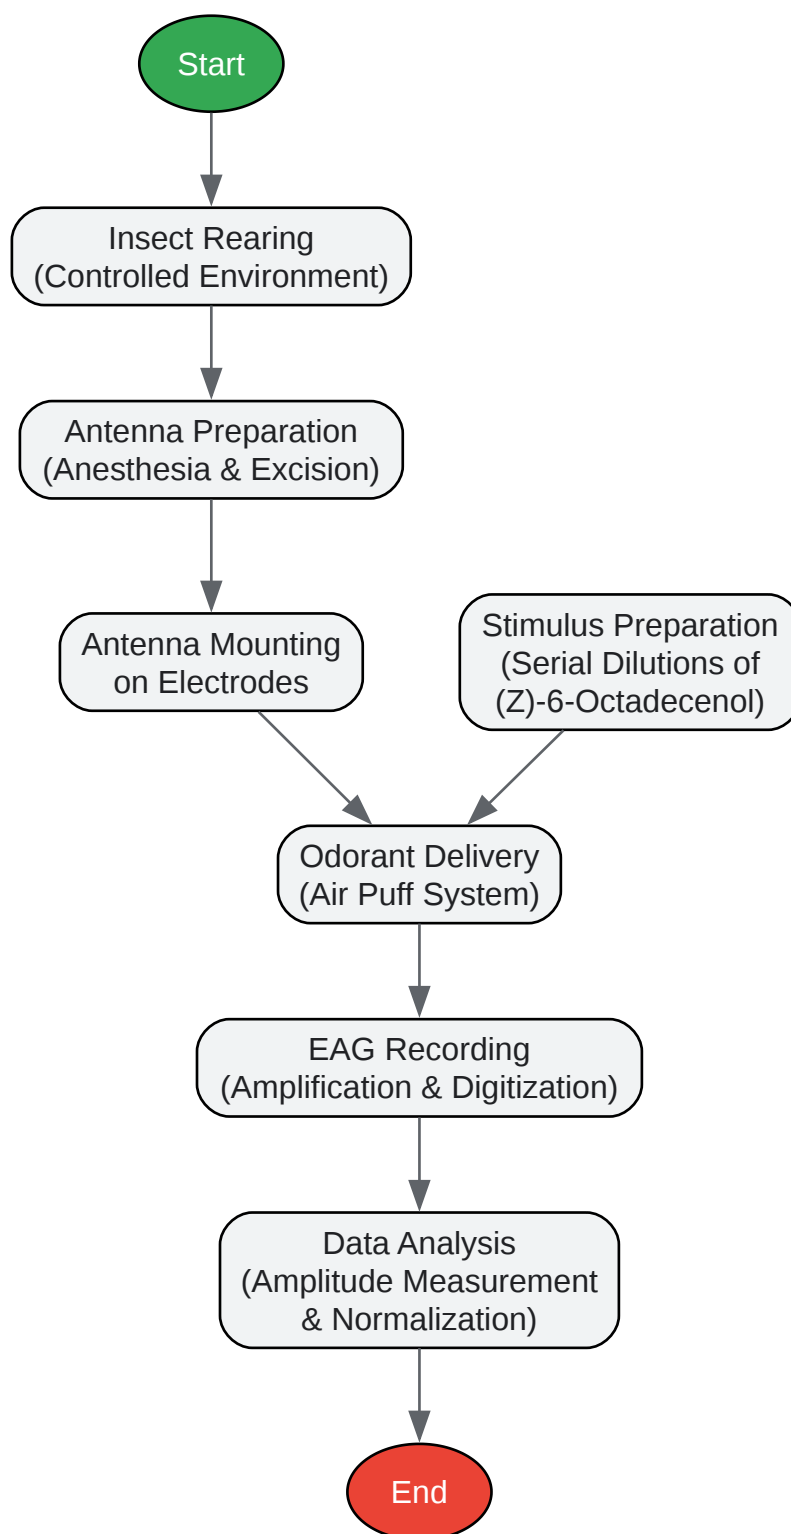 Start
Insect Rearing
(Controlled Environment)
Antenna Preparation
(Anesthesia & Excision)
Antenna Mounting
on Electrodes
Stimulus Preparation
(Serial Dilutions of
(Z)-6-Octadecenol)
Odorant Delivery
(Air Puff System)
EAG Recording
(Amplification & Digitization)
Data Analysis
(Amplitude Measurement
& Normalization)
End